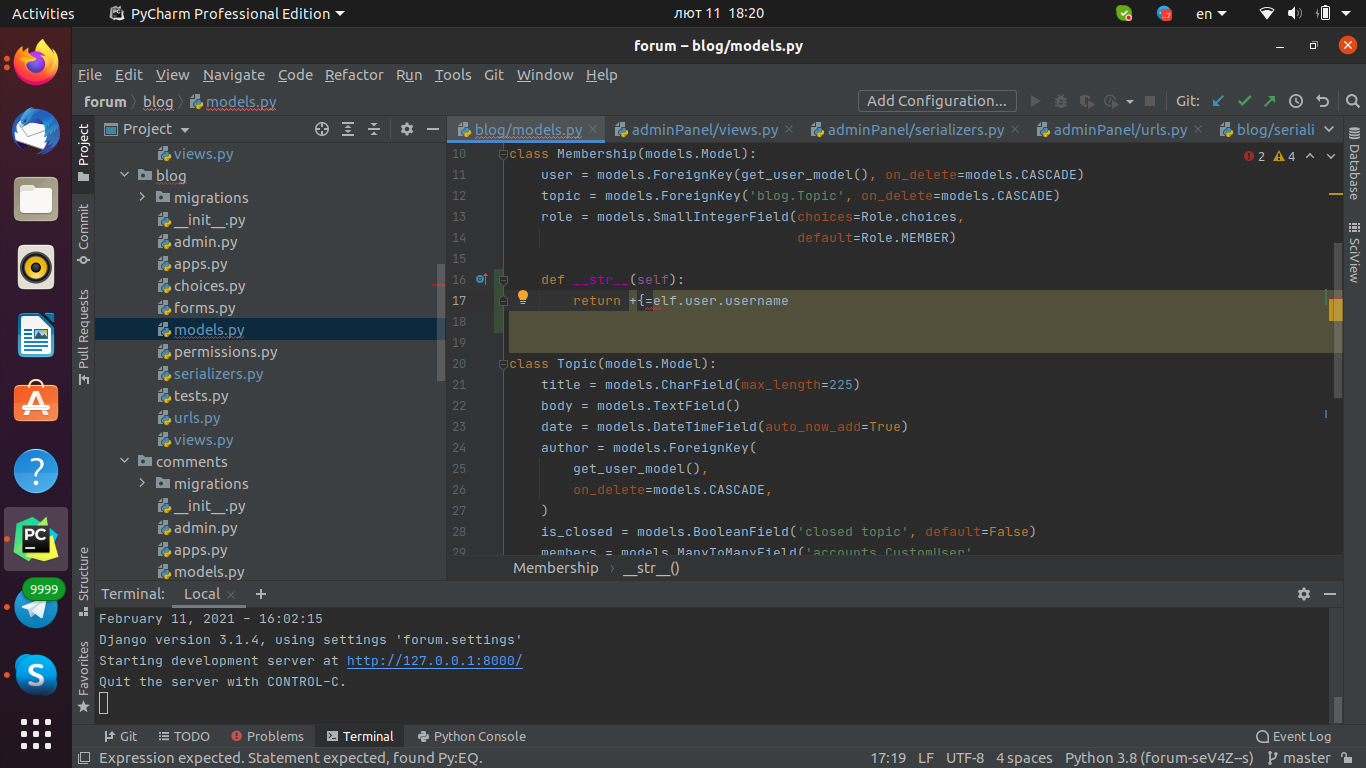 Activities PyCharm Professional Edition лют 11 18:20 en
forum – blog/models.py
File Edit View Navigate Code Refactor Run Tools Git Window Help
forum blog models.py Add Configuration... Git:
Project blog/models.py adminPanel/views.py adminPanel/serializers.py adminPanel/urls.py blog/seriali
views.py
blog
migrations
__init__.py
admin.py
apps.py
choices.py
forms.py
models.py
permissions.py
serializers.py
tests.py
urls.py
views.py
comments
migrations
__init__.py
admin.py
apps.py
models.py
Project
Commit
Pull Requests
Structure
Favorites
2 4
10 class Membership(models.Model):
11 user = models.ForeignKey(get_user_model(), on_delete=models.CASCADE)
12 topic = models.ForeignKey('blog.Topic', on_delete=models.CASCADE)
13 role = models.SmallIntegerField(choices=Role.choices,
14 default=Role.MEMBER)
15
16 def __str__(self):
17 return +{=elf.user.username
18
19
20 class Topic(models.Model):
21 title = models.CharField(max_length=225)
22 body = models.TextField()
23 date = models.DateTimeField(auto_now_add=True)
24 author = models.ForeignKey(
25 get_user_model(),
26 on_delete=models.CASCADE,
27 )
28 is_closed = models.BooleanField('closed topic', default=False)
29 members = models.ManyToManyField('accounts.CustomUser'
Membership __str__()
Database
SciView
Terminal: Local
February 11, 2021 - 16:02:15
Django version 3.1.4, using settings 'forum.settings'
Starting development server at http://127.0.0.1:8000/
Quit the server with CONTROL-C.
9999
Git TODO Problems Terminal Python Console Event Log
Expression expected. Statement expected, found Py:EQ. 17:19 LF UTF-8 4 spaces Python 3.8 (forum-seV4Z--s) master